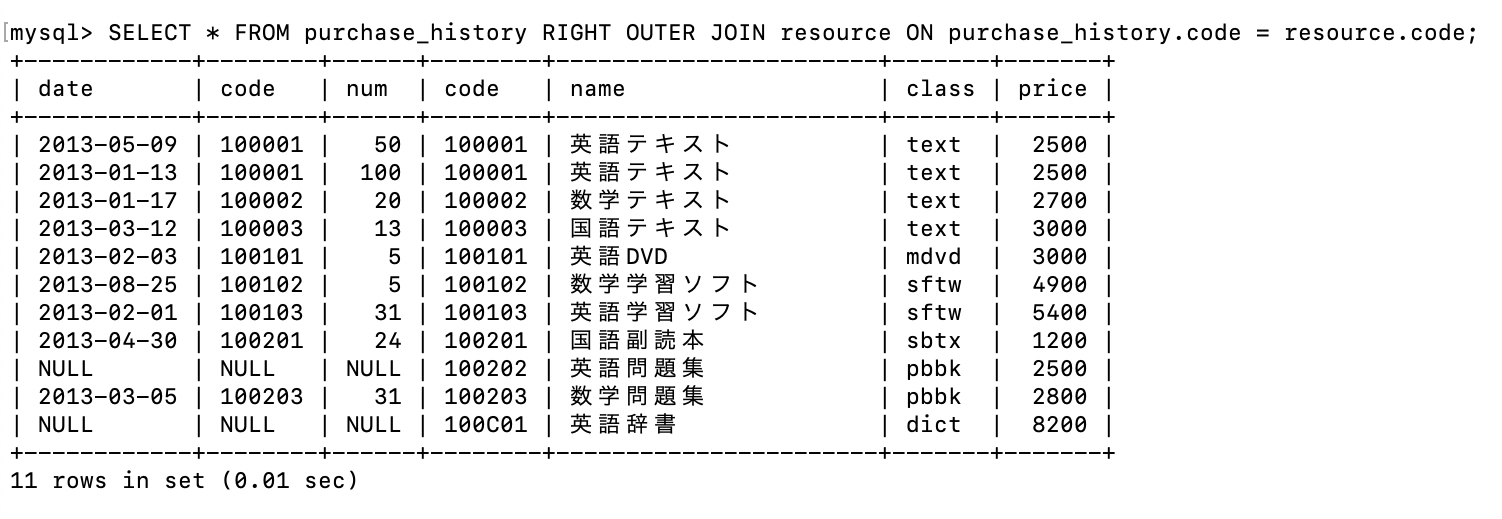 mysql> SELECT * FROM purchase_history RIGHT OUTER JOIN resource ON purchase_history.code = resource.code;
+------------+--------+------+--------+-----------------------+-------+-------+
| date       | code   | num  | code   | name                  | class | price |
+------------+--------+------+--------+-----------------------+-------+-------+
| 2013-05-09 | 100001 |   50 | 100001 | 英語テキスト          | text  |  2500 |
| 2013-01-13 | 100001 |  100 | 100001 | 英語テキスト          | text  |  2500 |
| 2013-01-17 | 100002 |   20 | 100002 | 数学テキスト          | text  |  2700 |
| 2013-03-12 | 100003 |   13 | 100003 | 国語テキスト          | text  |  3000 |
| 2013-02-03 | 100101 |    5 | 100101 | 英語DVD               | mdvd  |  3000 |
| 2013-08-25 | 100102 |    5 | 100102 | 数学学習ソフト        | sftw  |  4900 |
| 2013-02-01 | 100103 |   31 | 100103 | 英語学習ソフト        | sftw  |  5400 |
| 2013-04-30 | 100201 |   24 | 100201 | 国語副読本            | sbtx  |  1200 |
| NULL       | NULL   | NULL | 100202 | 英語問題集            | pbbk  |  2500 |
| 2013-03-05 | 100203 |   31 | 100203 | 数学問題集            | pbbk  |  2800 |
| NULL       | NULL   | NULL | 100C01 | 英語辞書              | dict  |  8200 |
+------------+--------+------+--------+-----------------------+-------+-------+
11 rows in set (0.01 sec)